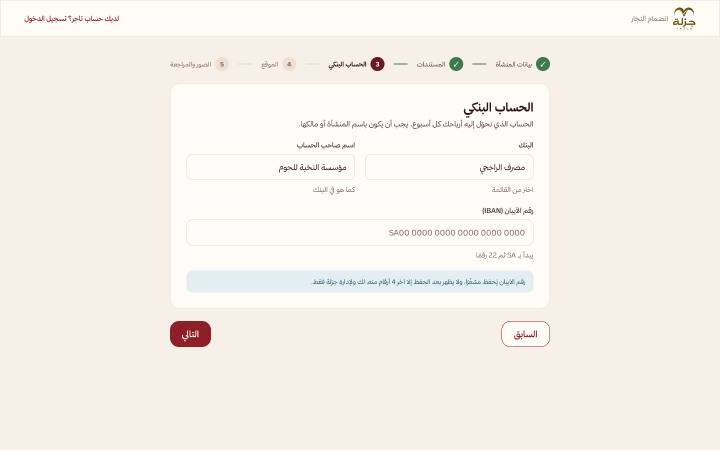 جزلة
JAZLH
انضمام التجار
لديك حساب تاجر؟ تسجيل الدخول
✓ بيانات المنشأة
✓ المستندات
3 الحساب البنكي
4 الموقع
5 الصور والمراجعة
الحساب البنكي
الحساب الذي نحوّل إليه أرباحك كل أسبوع. يجب أن يكون باسم المنشأة أو مالكها.
البنك
مصرف الراجحي
اختر من القائمة
اسم صاحب الحساب
مؤسسة النخبة للحوم
كما هو في البنك
رقم الآيبان (IBAN)
SA00 0000 0000 0000 0000 0000
يبدأ بـ SA ثم 22 رقمًا
رقم الآيبان يُحفظ مشفّرًا، ولا يظهر بعد الحفظ إلا آخر 4 أرقام منه، لك ولإدارة جزلة فقط.
السابق
التالي